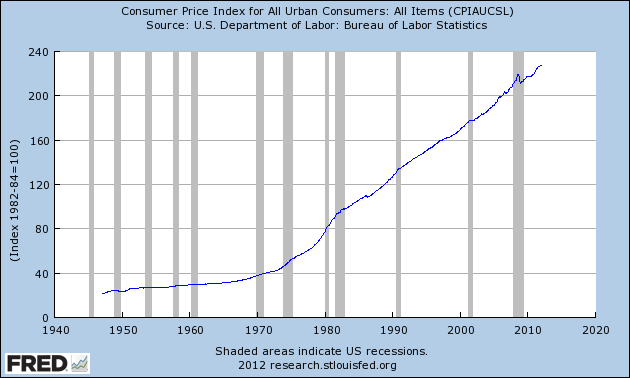 Consumer Price Index for All Urban Consumers: All Items (CPIAUCSL)
Source: U.S. Department of Labor: Bureau of Labor Statistics
(Index 1982-84=100)
240
200
160
120
80
40
0
1940 1950 1960 1970 1980 1990 2000 2010 2020
Shaded areas indicate US recessions.
2012 research.stlouisfed.org
FRED